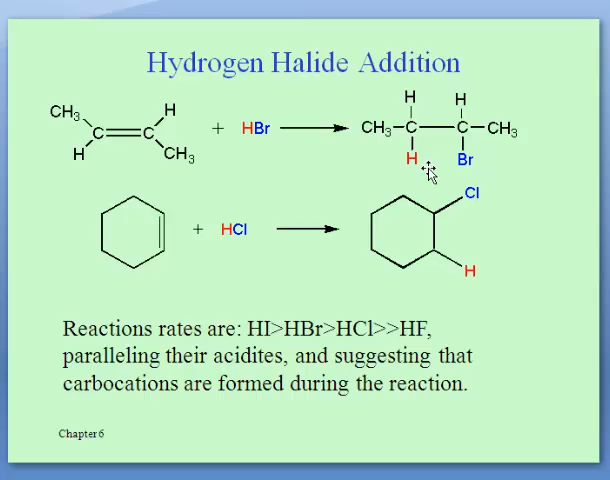 Hydrogen Halide Addition
H H
CH3 H
C C + HBr CH3 C C CH3
H CH3
H Br
Cl
+ HCl
H
Reactions rates are: HI>HBr>HCl>>HF,
paralleling their acidites, and suggesting that
carbocations are formed during the reaction.
Chapter 6